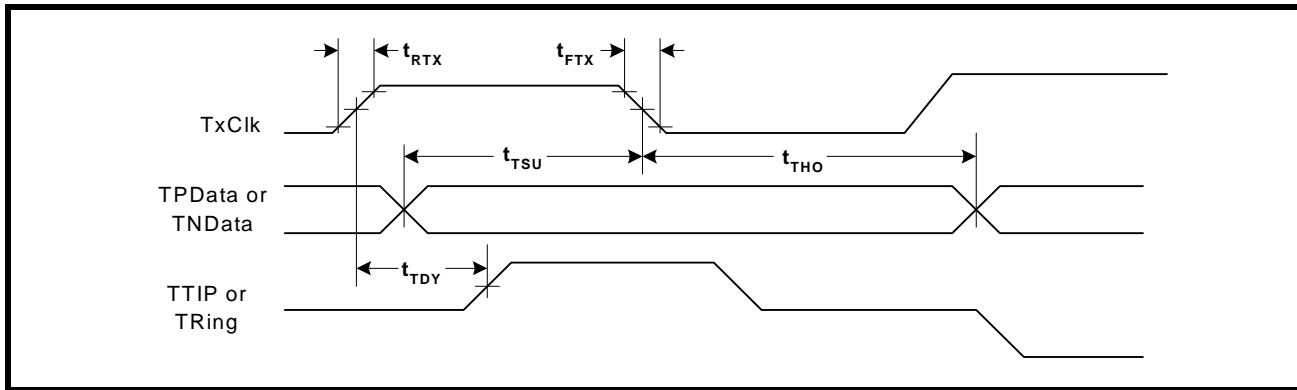 tRTX
tFTX
TxClk
tTSU
tTHO
TPData or
TNData
tTDY
TTIP or
TRing